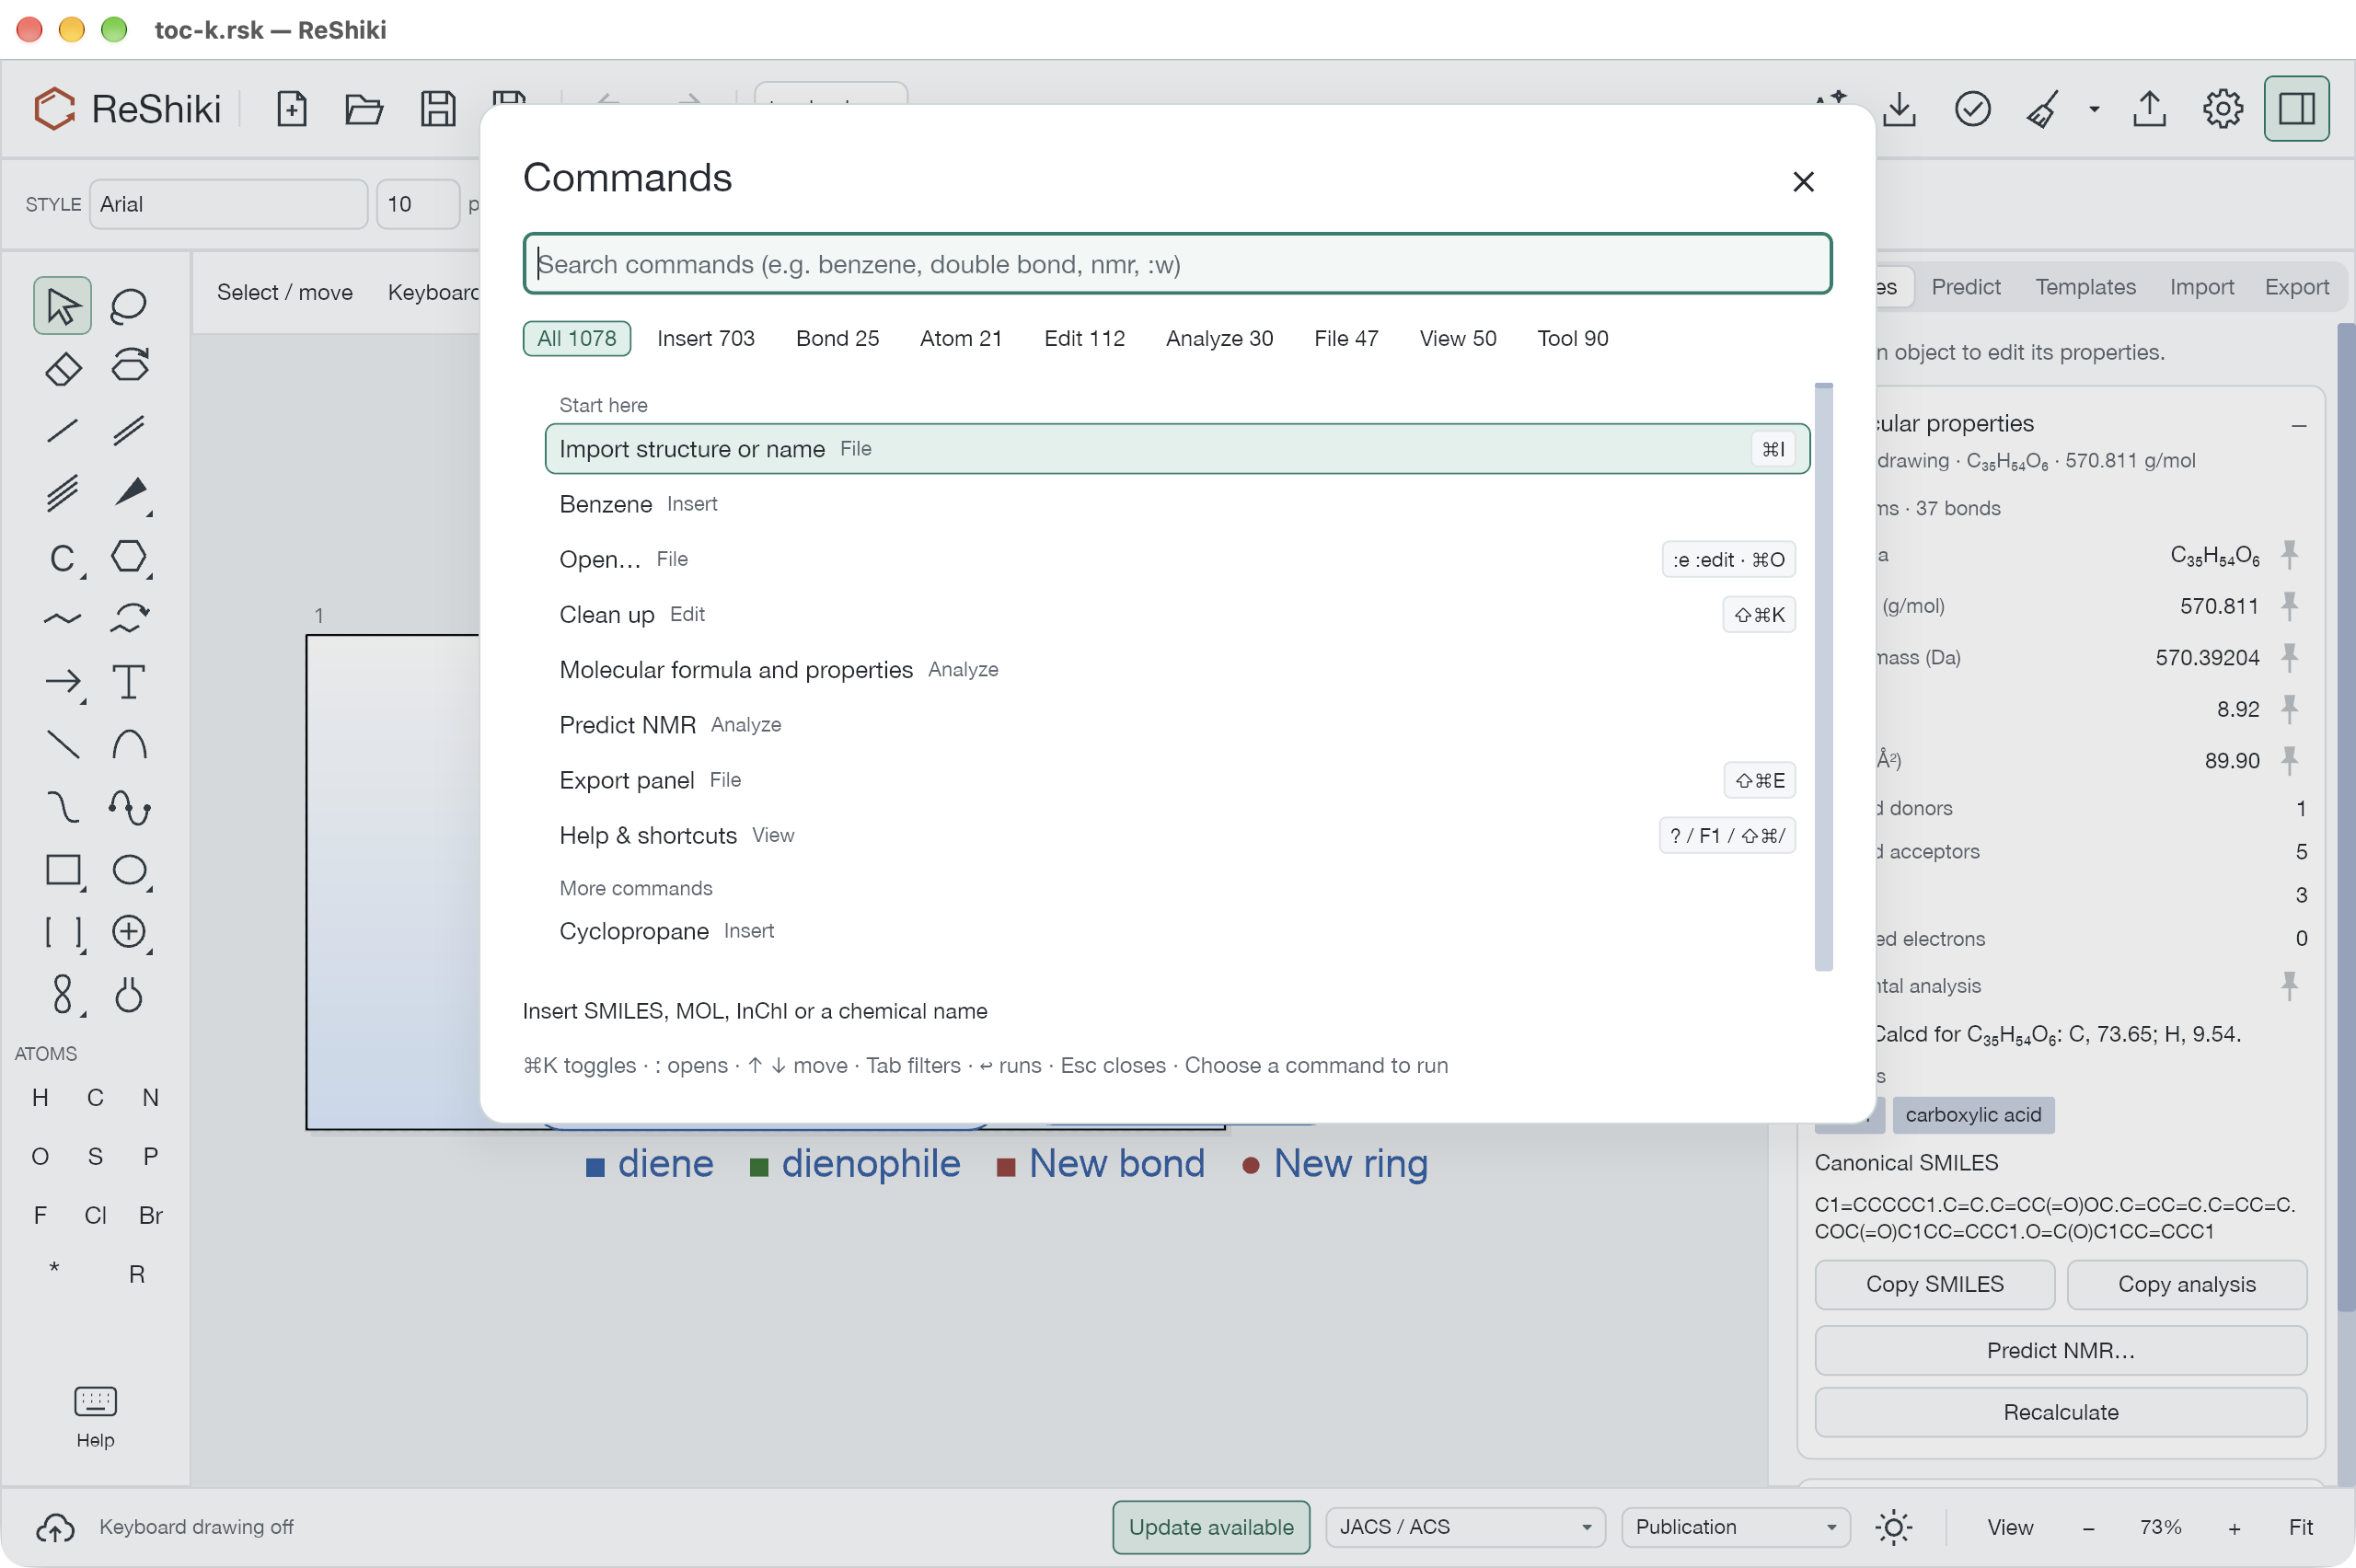 toc-k.rsk — ReShiki
ReShiki
STYLE Arial 10
Select / move
1
Commands
Search commands (e.g. benzene, double bond, nmr, :w)
All 1078 Insert 703 Bond 25 Atom 21 Edit 112 Analyze 30 File 47 View 50 Tool 90
Start here
Import structure or name File ⌘I
Benzene Insert
Open... File :e :edit · ⌘O
Clean up Edit ⇧⌘K
Molecular formula and properties Analyze
Predict NMR Analyze
Export panel File ⇧⌘E
Help & shortcuts View ? / F1 / ⇧⌘/
More commands
Cyclopropane Insert
Insert SMILES, MOL, InChI or a chemical name
⌘K toggles · : opens · ↑ ↓ move · Tab filters · ↩ runs · Esc closes · Choose a command to run
Predict Templates Import Export
object to edit its properties.
properties
drawing · C₃₅H₅₄O₆ · 570.811 g/mol
· 37 bonds
C₃₅H₅₄O₆
(g/mol) 570.811
mass (Da) 570.39204
8.92
Å²) 89.90
donors 1
acceptors 5
3
electrons 0
analysis
Calcd for C₃₅H₅₄O₆: C, 73.65; H, 9.54.
carboxylic acid
Canonical SMILES
C1=CCCCC1.C=C.C=CC(=O)OC.C=CC=C.C=CC=C.
COC(=O)C1CC=CCC1.O=C(O)C1CC=CCC1
Copy SMILES Copy analysis
Predict NMR...
Recalculate
C
T
ATOMS
H C N
O S P
F Cl Br
* R
Help
diene dienophile New bond New ring
Keyboard drawing off
Update available JACS / ACS Publication View − 73% + Fit